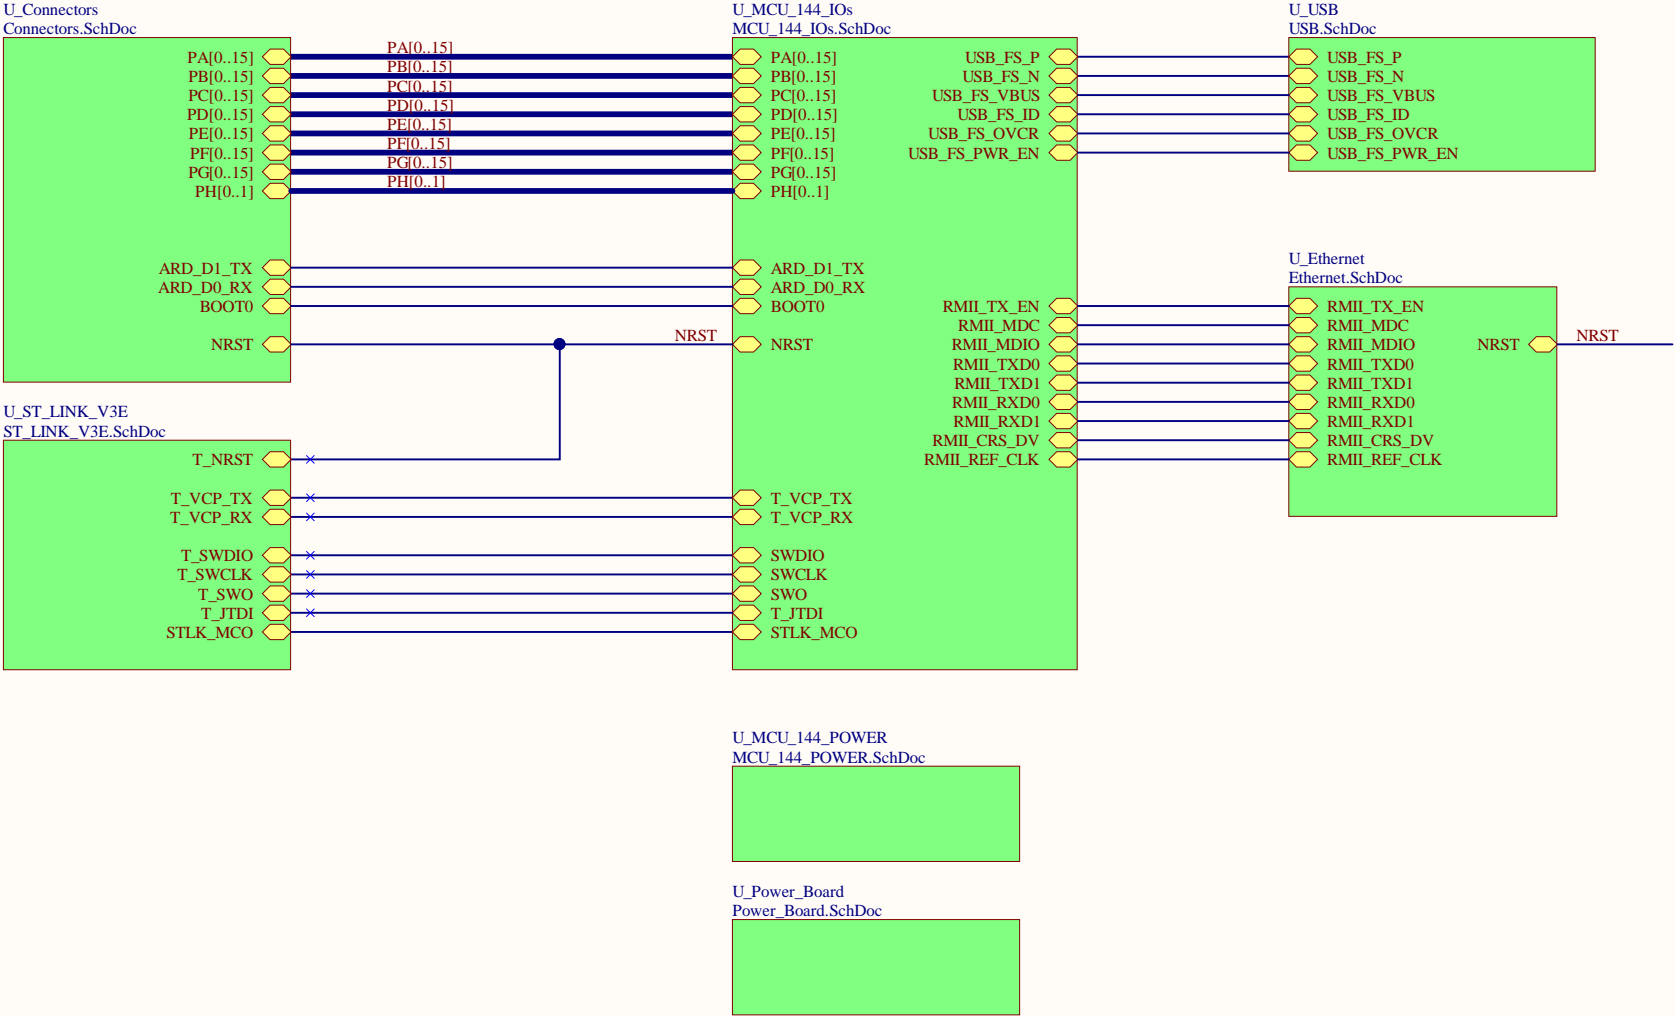 U_Connectors
Connectors.SchDoc
PA[0..15]
PB[0..15]
PC[0..15]
PD[0..15]
PE[0..15]
PF[0..15]
PG[0..15]
PH[0..1]
ARD_D1_TX
ARD_D0_RX
BOOT0
NRST
PA[0..15]
PB[0..15]
PC[0..15]
PD[0..15]
PE[0..15]
PF[0..15]
PG[0..15]
PH[0..1]
NRST
U_ST_LINK_V3E
ST_LINK_V3E.SchDoc
T_NRST
T_VCP_TX
T_VCP_RX
T_SWDIO
T_SWCLK
T_SWO
T_JTDI
STLK_MCO
U_MCU_144_IOs
MCU_144_IOs.SchDoc
PA[0..15]
PB[0..15]
PC[0..15]
PD[0..15]
PE[0..15]
PF[0..15]
PG[0..15]
PH[0..1]
ARD_D1_TX
ARD_D0_RX
BOOT0
NRST
T_VCP_TX
T_VCP_RX
SWDIO
SWCLK
SWO
T_JTDI
STLK_MCO
USB_FS_P
USB_FS_N
USB_FS_VBUS
USB_FS_ID
USB_FS_OVCR
USB_FS_PWR_EN
RMII_TX_EN
RMII_MDC
RMII_MDIO
RMII_TXD0
RMII_TXD1
RMII_RXD0
RMII_RXD1
RMII_CRS_DV
RMII_REF_CLK
U_USB
USB.SchDoc
USB_FS_P
USB_FS_N
USB_FS_VBUS
USB_FS_ID
USB_FS_OVCR
USB_FS_PWR_EN
U_Ethernet
Ethernet.SchDoc
RMII_TX_EN
RMII_MDC
RMII_MDIO
RMII_TXD0
RMII_TXD1
RMII_RXD0
RMII_RXD1
RMII_CRS_DV
RMII_REF_CLK
NRST
NRST
U_MCU_144_POWER
MCU_144_POWER.SchDoc
U_Power_Board
Power_Board.SchDoc